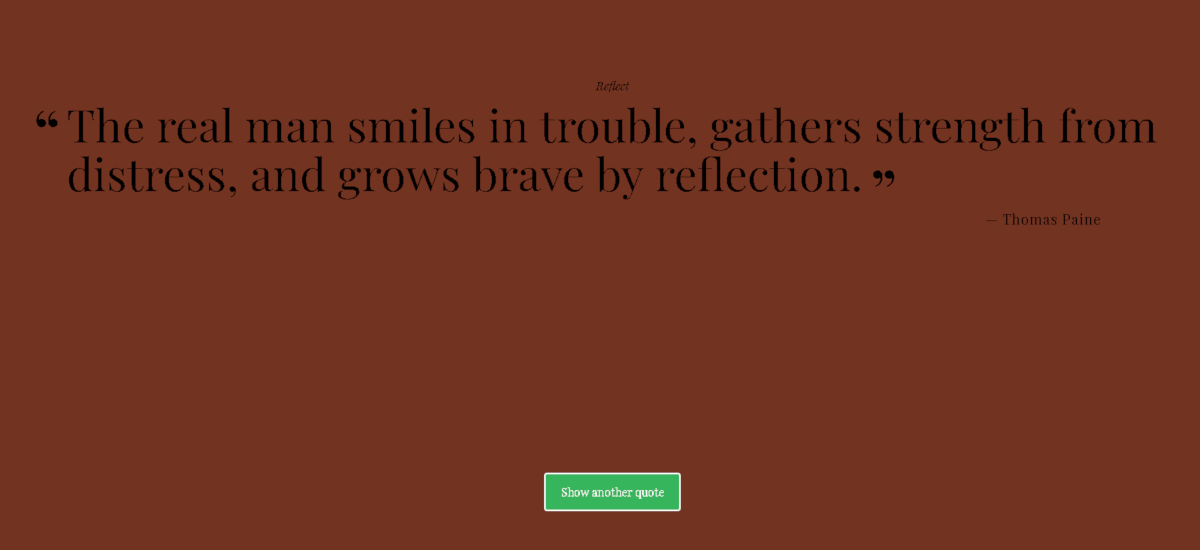 Reflect
“ The real man smiles in trouble, gathers strength from
distress, and grows brave by reflection. ”
— Thomas Paine
Show another quote